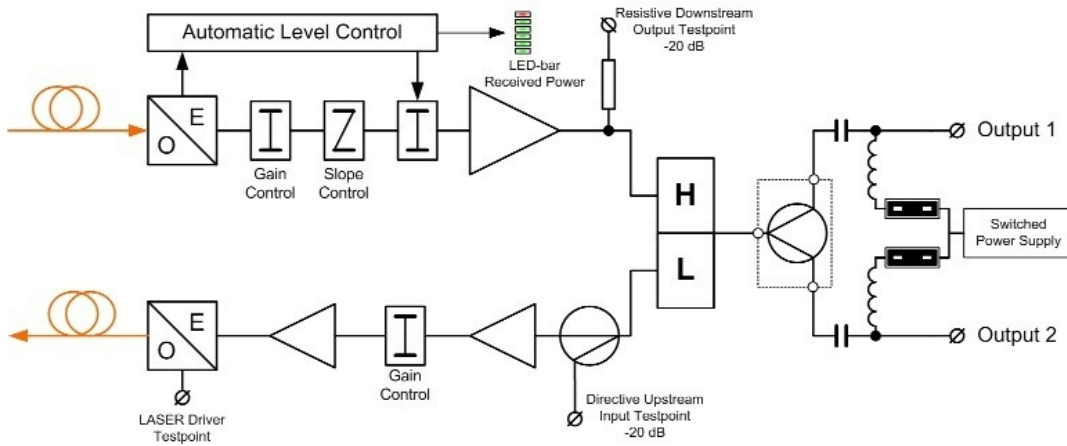 Automatic Level Control
LED-bar
Received Power
Resistive Downstream
Output Testpoint
-20 dB
E
O
Gain
Control
Slope
Control
H
L
Output 1
Switched
Power Supply
Output 2
E
O
LASER Driver
Testpoint
Gain
Control
Directive Upstream
Input Testpoint
-20 dB